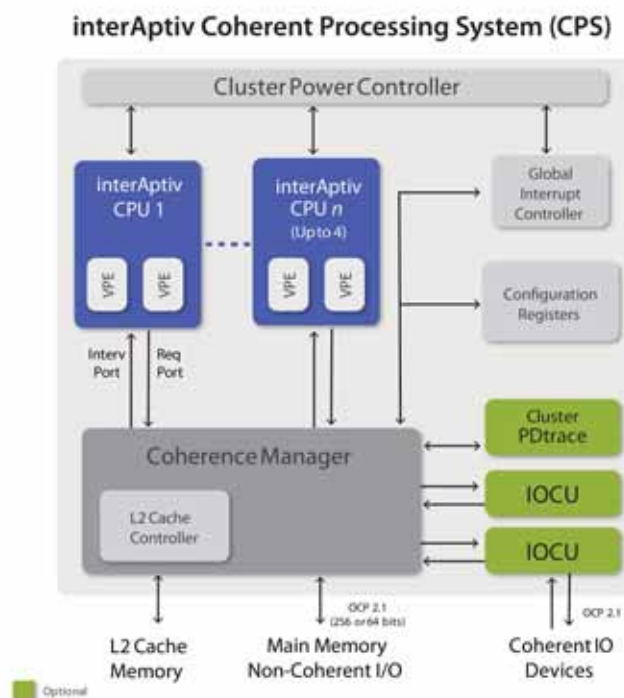 interAptiv Coherent Processing System (CPS)
Cluster Power Controller
interAptiv
CPU 1
VPE
VPE
interAptiv
CPU n
(Up to 4)
VPE
VPE
Global
Interrupt
Controller
Configuration
Registers
Interv
Port
Req
Port
Coherence Manager
L2 Cache
Controller
Cluster
PDtrace
IOCU
IOCU
OCP 2.1
(256 or 64 bits)
OCP 2.1
L2 Cache
Memory
Main Memory
Non-Coherent I/O
Coherent IO
Devices
Optional